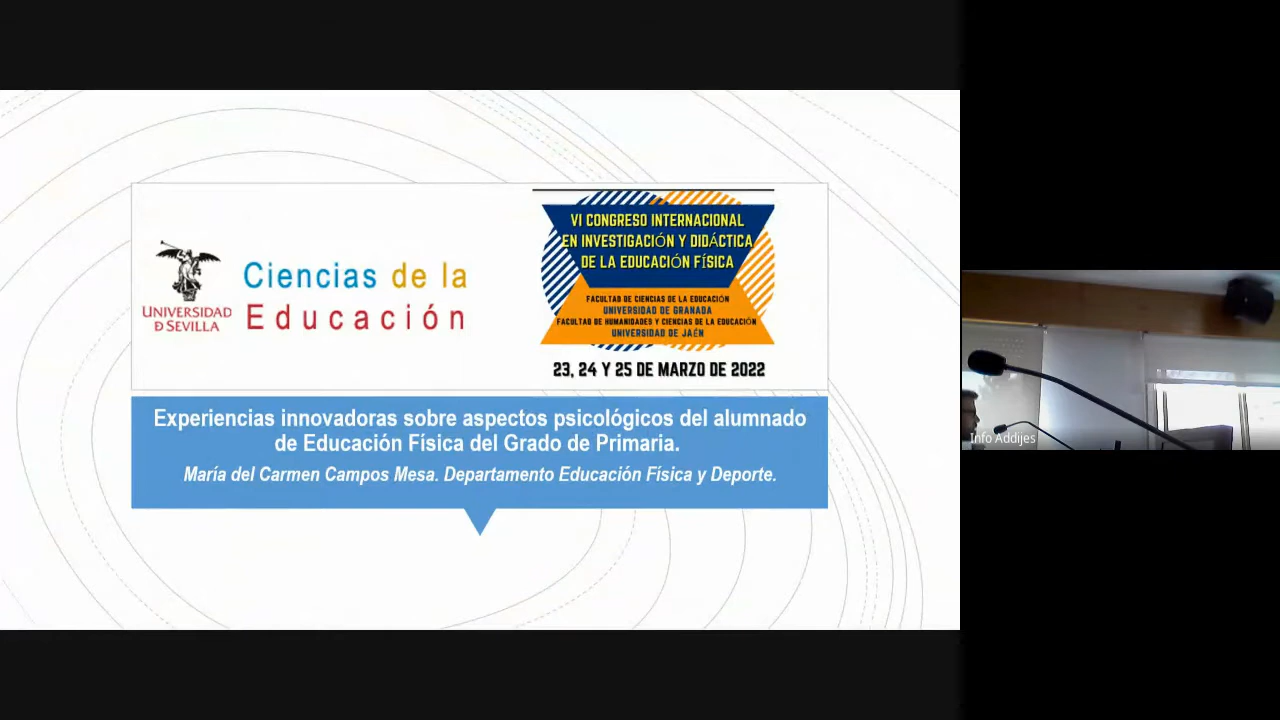 UNIVERSIDAD
D SEVILLA
Ciencias de la
Educación
VI CONGRESO INTERNACIONAL
EN INVESTIGACIÓN Y DIDÁCTICA
DE LA EDUCACIÓN FÍSICA
FACULTAD DE CIENCIAS DE LA EDUCACIÓN
UNIVERSIDAD DE GRANADA
FACULTAD DE HUMANIDADES Y CIENCIAS DE LA EDUCACIÓN
UNIVERSIDAD DE JAÉN
23, 24 Y 25 DE MARZO DE 2022
Experiencias innovadoras sobre aspectos psicológicos del alumnado
de Educación Física del Grado de Primaria.
María del Carmen Campos Mesa. Departamento Educación Física y Deporte.
Info Addijes